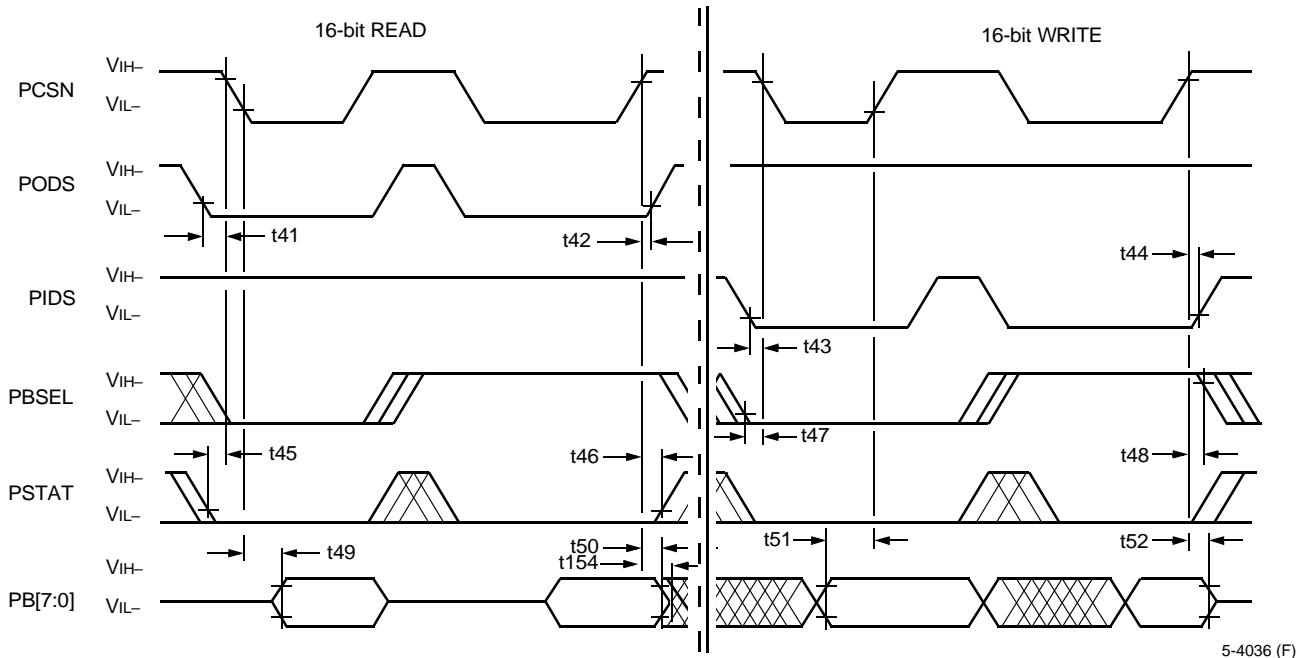 16-bit READ
16-bit WRITE
PCSN
VIH–
VIL–
PODS
VIH–
VIL–
t41
t42
t44
PIDS
VIH–
VIL–
t43
PBSEL
VIH–
VIL–
t45
t46
t47
t48
PSTAT
VIH–
VIL–
t49
t50
t154
t51
t52
PB[7:0]
VIH–
VIL–
5-4036 (F)